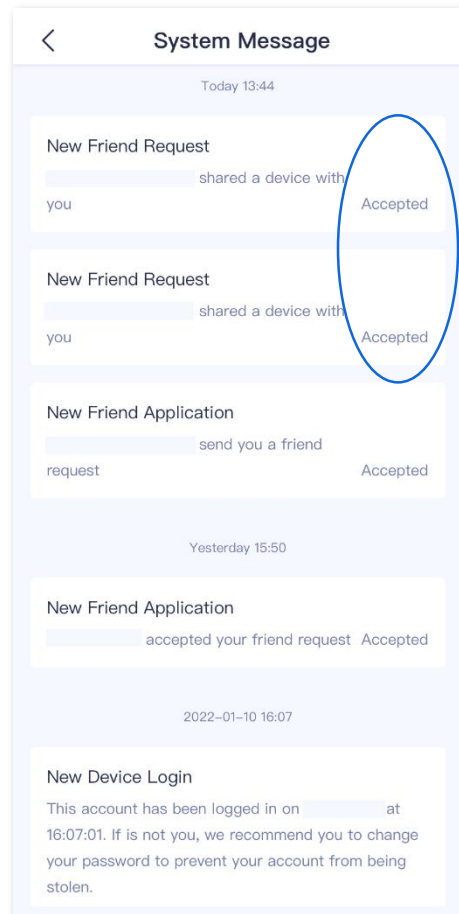 System Message
Today 13:44
New Friend Request
shared a device with
you Accepted
New Friend Request
shared a device with
you Accepted
New Friend Application
send you a friend
request Accepted
Yesterday 15:50
New Friend Application
accepted your friend request Accepted
2022-01-10 16:07
New Device Login
This account has been logged in on at
16:07:01. If is not you, we recommend you to change
your password to prevent your account from being
stolen.